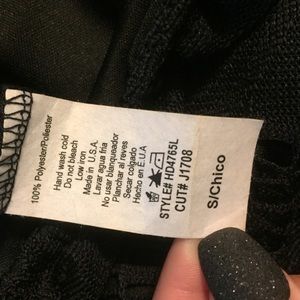 100% Polyester/Poliester
Hand wash cold
Do not bleach
Low iron
Made in U.S.A.
Lavar agua fria
No usar blanqueador
Planchar al reves
Secar colgado
Hecho en E.U.A
STYLE# HD4765L
CUT# J1708
S/Chico